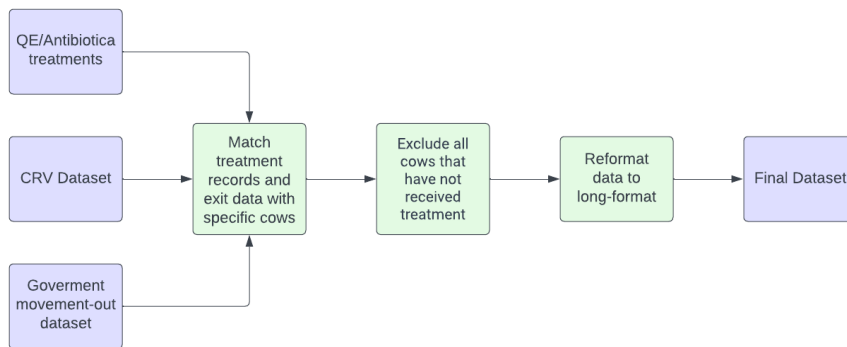 QE/Antibiotica
treatments
CRV Dataset
Goverment
movement-out
dataset
Match
treatment
records and
exit data with
specific cows
Exclude all
cows that
have not
received
treatment
Reformat
data to
long-format
Final Dataset